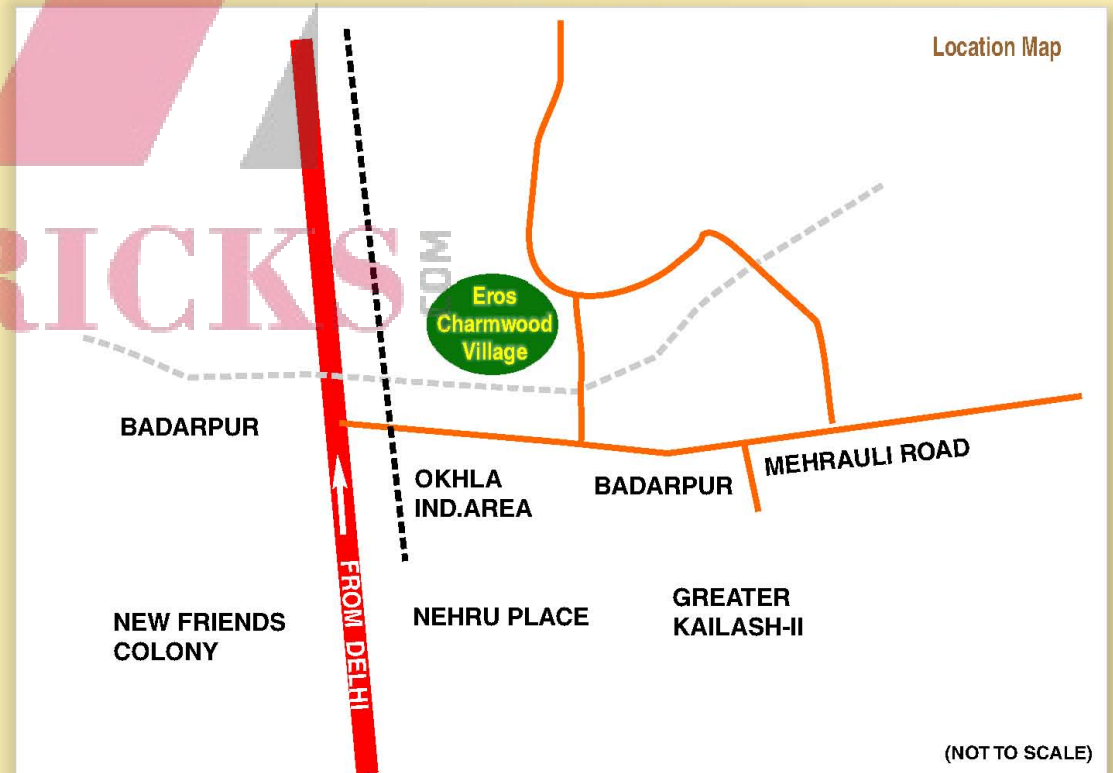 Location Map
RICKS
COM
Eros
Charmwood
Village
BADARPUR
OKHLA
IND.AREA
BADARPUR
MEHRAULI ROAD
FROM DELHI
NEW FRIENDS
COLONY
NEHRU PLACE
GREATER
KAILASH-II
(NOT TO SCALE)